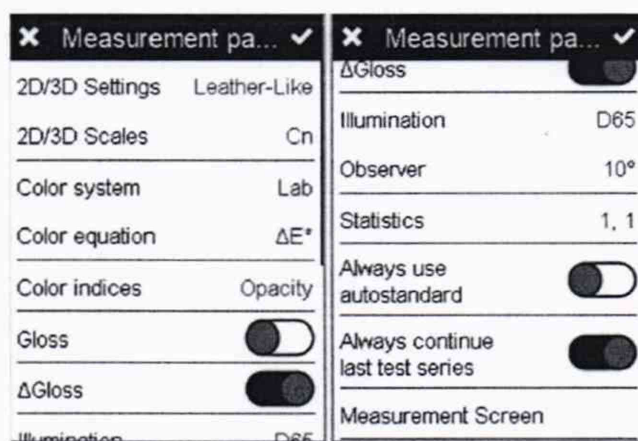 ✖ Measurement pa... ✔
2D/3D Settings Leather-Like
2D/3D Scales Cn
Color system Lab
Color equation ΔE*
Color indices Opacity
Gloss
ΔGloss
Illumination D65
✖ Measurement pa... ✔
ΔGloss
Illumination D65
Observer 10°
Statistics 1, 1
Always use
autostandard
Always continue
last test series
Measurement Screen